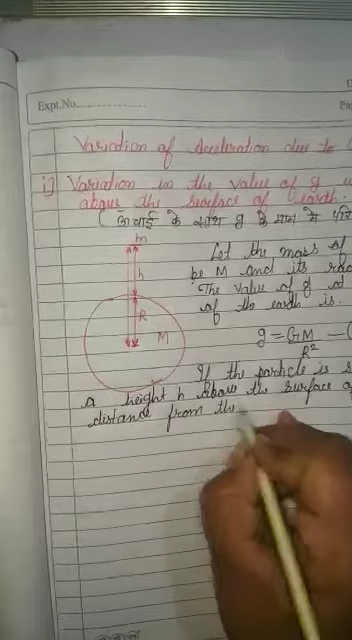 Expt.No.
Variation of Acceleration due to
i) Variation in the value of g
above the surface of earth.
( ऊंचाई के साथ g के मान में
m
h
R
M
Let the mass of
be M and its
The value of g
of the earth is.
g = GM
R²
If the particle is
a height h above the surface
distance from the